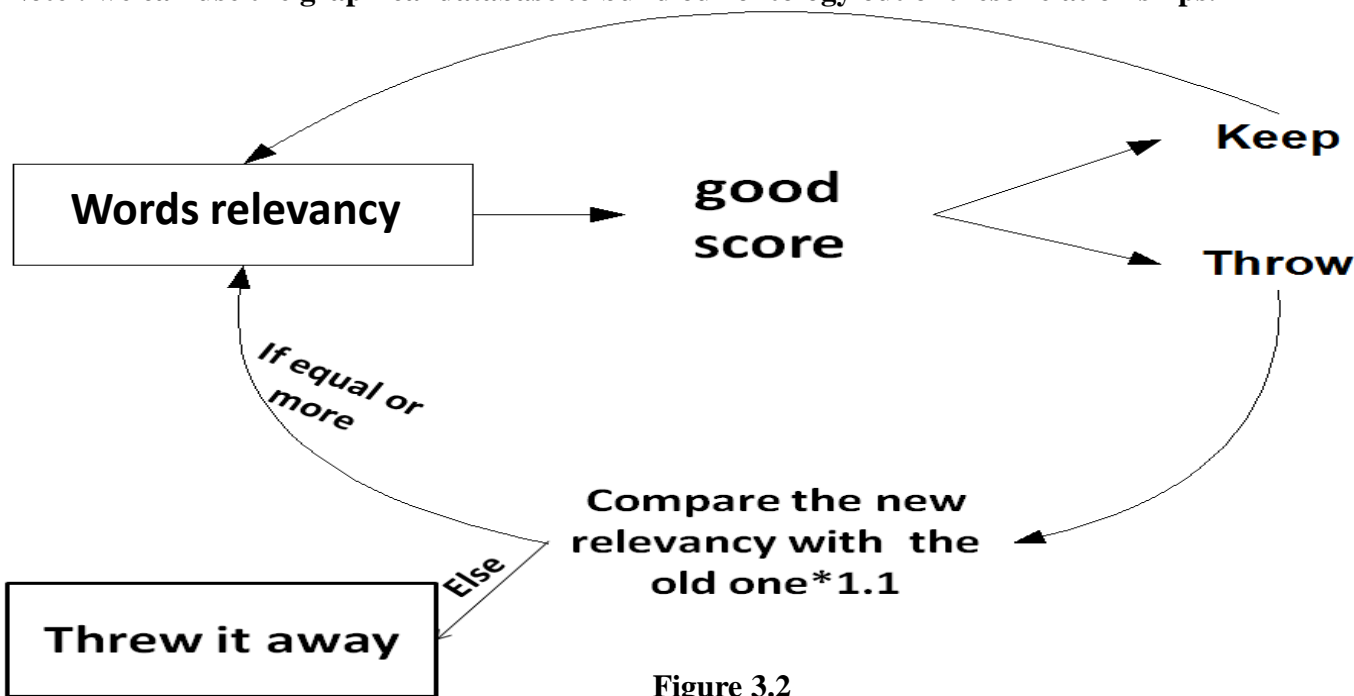 Words relevancy
good
score
Keep
Throw
If equal or
more
Compare the new
relevancy with the
old one*1.1
Else
Threw it away
Figure 3.2